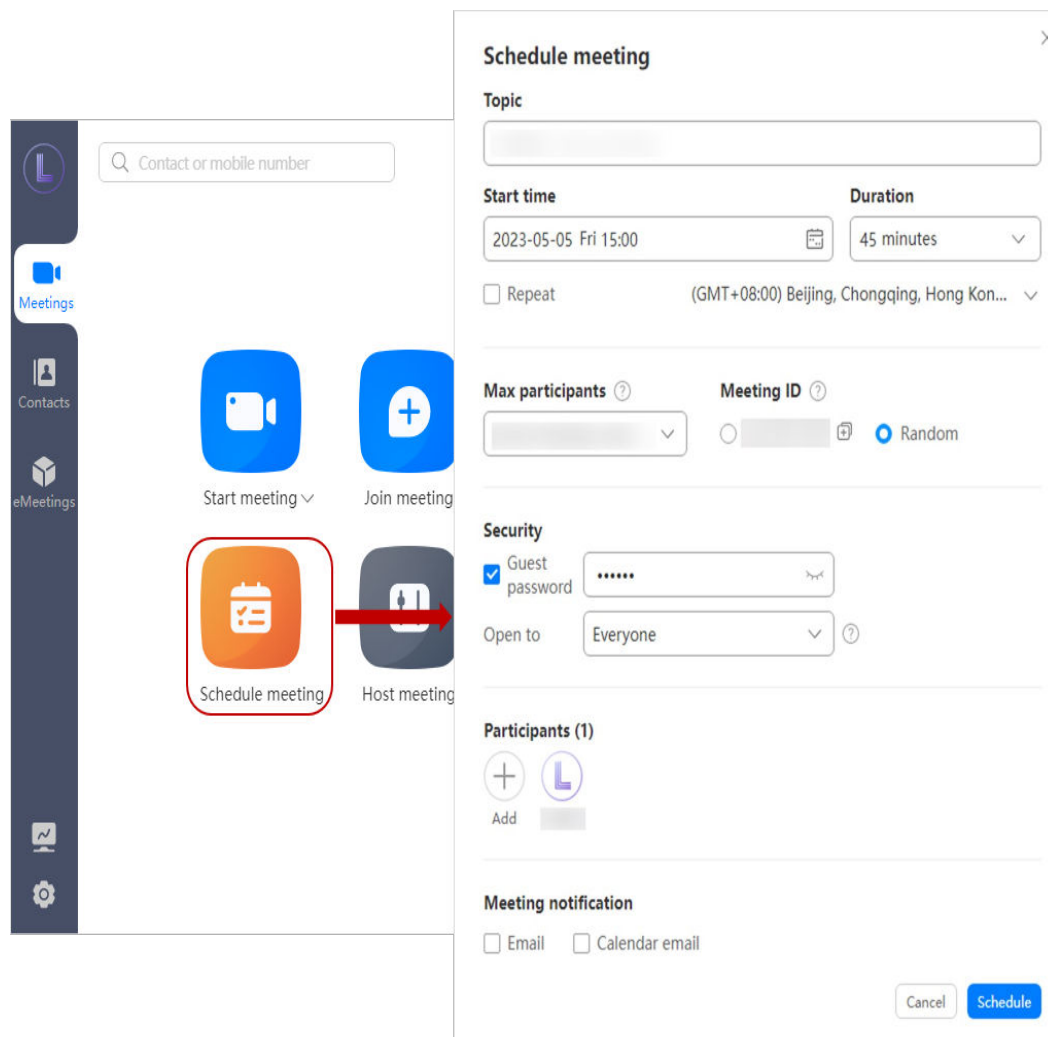 L
Contact or mobile number
Meetings
Contacts
eMeetings
Start meeting
Join meeting
Schedule meeting
Host meeting
Schedule meeting
Topic
Start time
Duration
2023-05-05 Fri 15:00
45 minutes
Repeat
(GMT+08:00) Beijing, Chongqing, Hong Kon...
Max participants ?
Meeting ID ?
Random
Security
Guest
password
••••••
Open to
Everyone
?
Participants (1)
L
Add
Meeting notification
Email
Calendar email
Cancel
Schedule